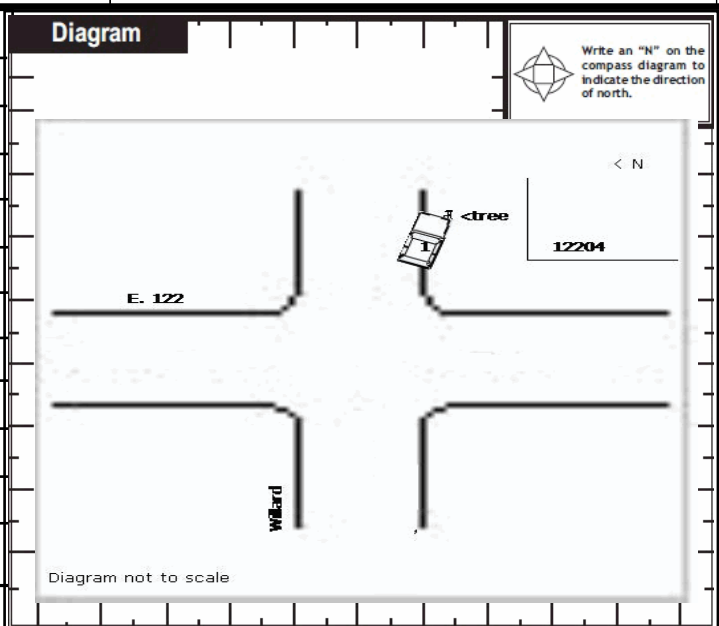 Diagram
Write an “N” on the
compass diagram to
indicate the direction
of north.
< N
<tree
1
12204
E. 122
Willard
Diagram not to scale